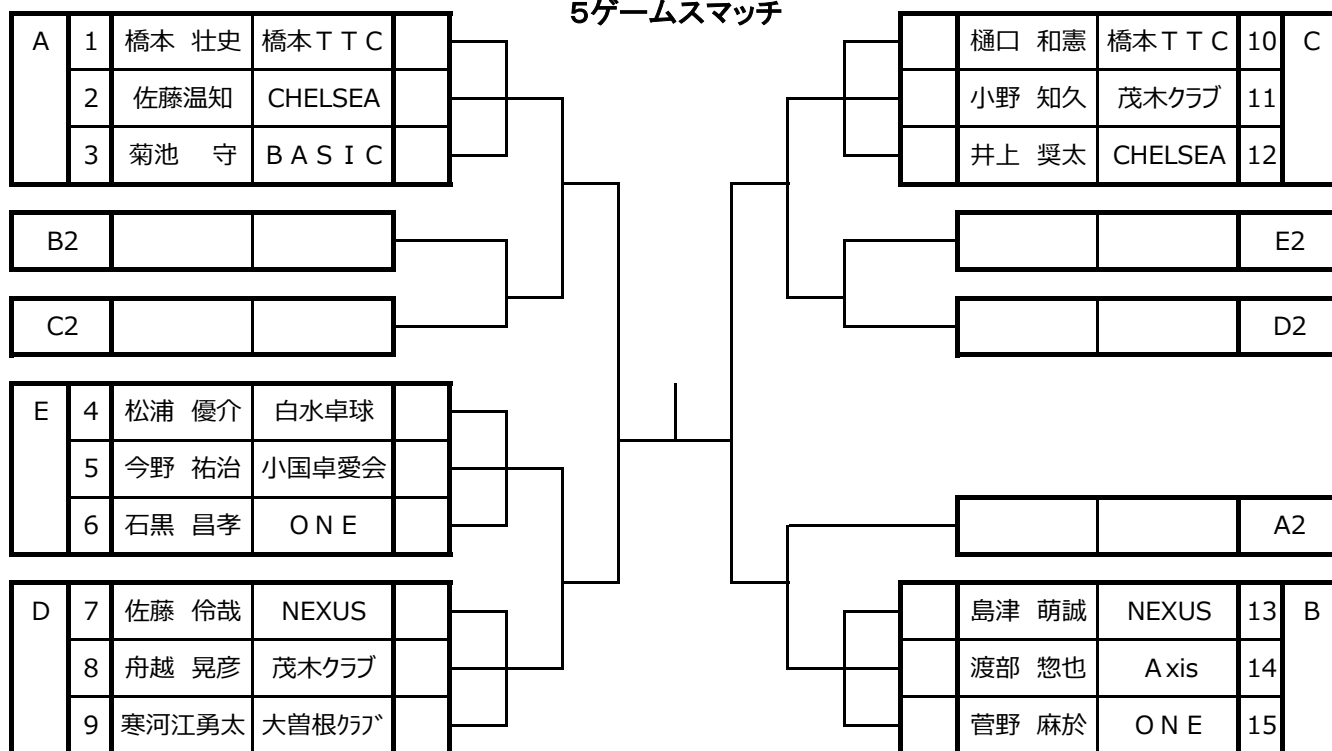 5ゲームスマッチ
A 1 橋本 壮史 橋本ＴＴＣ
2 佐藤温知 CHELSEA
3 菊池 守 ＢＡＳＩＣ
B2
C2
E 4 松浦 優介 白水卓球
5 今野 祐治 小国卓愛会
6 石黒 昌孝 ＯＮＥ
D 7 佐藤 伶哉 NEXUS
8 舟越 晃彦 茂木クラブ
9 寒河江勇太 大曽根ｸﾗﾌﾞ
樋口 和憲 橋本ＴＴＣ 10 C
小野 知久 茂木クラブ 11
井上 奨太 CHELSEA 12
E2
D2
A2
島津 萌誠 NEXUS 13 B
渡部 惣也 Axis 14
菅野 麻於 ＯＮＥ 15